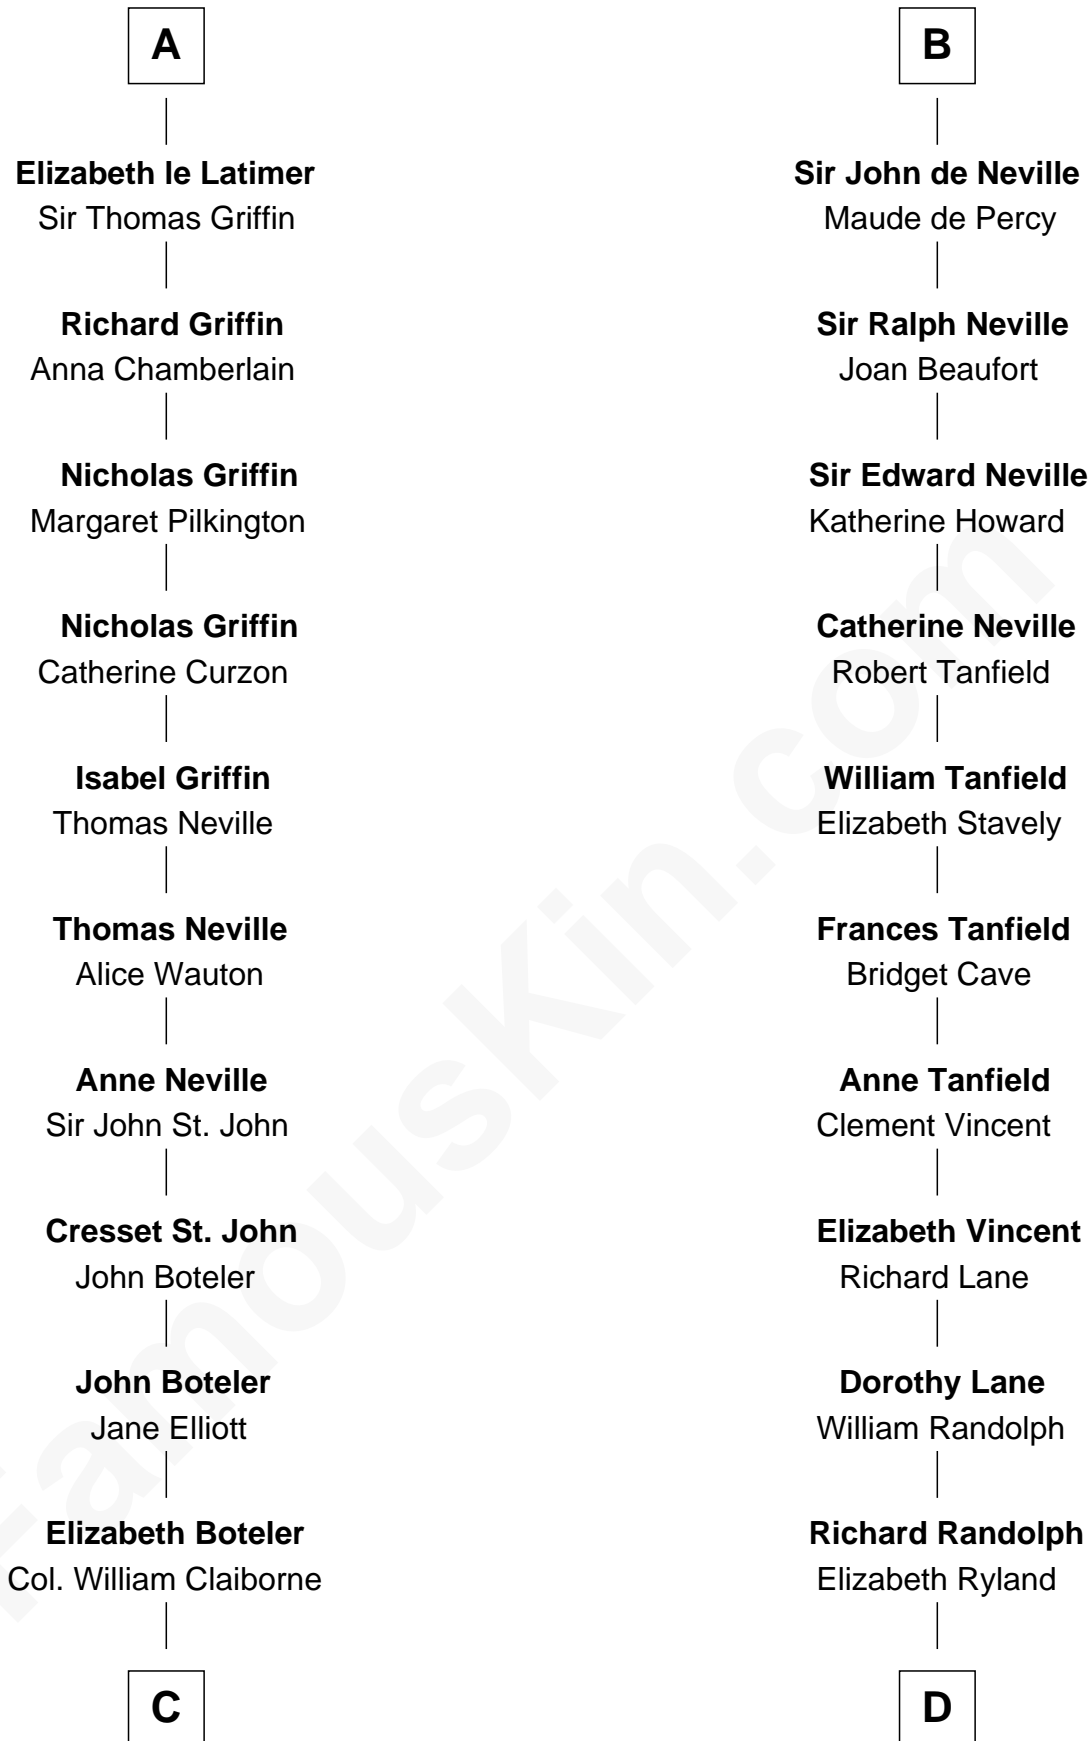 A
Elizabeth le Latimer
Sir Thomas Griffin
Richard Griffin
Anna Chamberlain
Nicholas Griffin
Margaret Pilkington
Nicholas Griffin
Catherine Curzon
Isabel Griffin
Thomas Neville
Thomas Neville
Alice Wauton
Anne Neville
Sir John St. John
Cresset St. John
John Boteler
John Boteler
Jane Elliott
Elizabeth Boteler
Col. William Claiborne
C
B
Sir John de Neville
Maude de Percy
Sir Ralph Neville
Joan Beaufort
Sir Edward Neville
Katherine Howard
Catherine Neville
Robert Tanfield
William Tanfield
Elizabeth Stavely
Frances Tanfield
Bridget Cave
Anne Tanfield
Clement Vincent
Elizabeth Vincent
Richard Lane
Dorothy Lane
William Randolph
Richard Randolph
Elizabeth Ryland
D
FamousKin.com